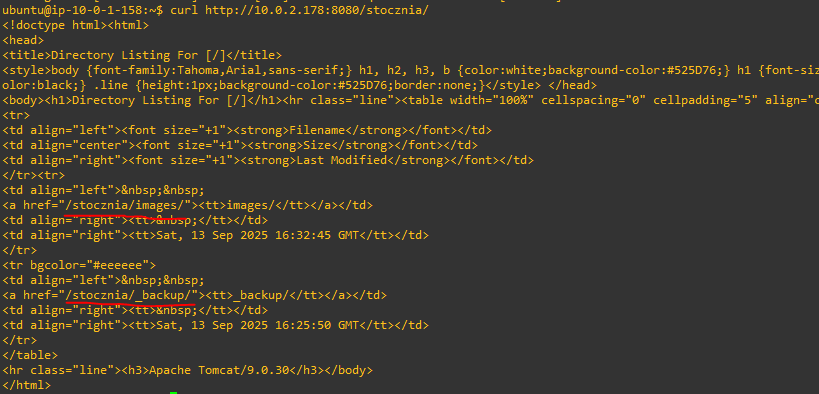 ubuntu@ip-10-0-1-158:~$ curl http://10.0.2.178:8080/stocznia/
<!doctype html><html>
<head>
<title>Directory Listing For [/]</title>
<style>body {font-family:Tahoma,Arial,sans-serif;} h1, h2, h3, b {color:white;background-color:#525D76;} h1 {font-siz
olor:black;} .line {height:1px;background-color:#525D76;border:none;}</style> </head>
<body><h1>Directory Listing For [/]</h1><hr class="line"><table width="100%" cellspacing="0" cellpadding="5" align="c
<tr>
<td align="left"><font size="+1"><strong>Filename</strong></font></td>
<td align="center"><font size="+1"><strong>Size</strong></font></td>
<td align="right"><font size="+1"><strong>Last Modified</strong></font></td>
</tr><tr>
<td align="left">&nbsp;&nbsp;
<a href="/stocznia/images/"><tt>images/</tt></a></td>
<td align="right"><tt>&nbsp;</tt></td>
<td align="right"><tt>Sat, 13 Sep 2025 16:32:45 GMT</tt></td>
</tr>
<tr bgcolor="#eeeeee">
<td align="left">&nbsp;&nbsp;
<a href="/stocznia/_backup/"><tt>_backup/</tt></a></td>
<td align="right"><tt>&nbsp;</tt></td>
<td align="right"><tt>Sat, 13 Sep 2025 16:25:50 GMT</tt></td>
</tr>
</table>
<hr class="line"><h3>Apache Tomcat/9.0.30</h3></body>
</html>